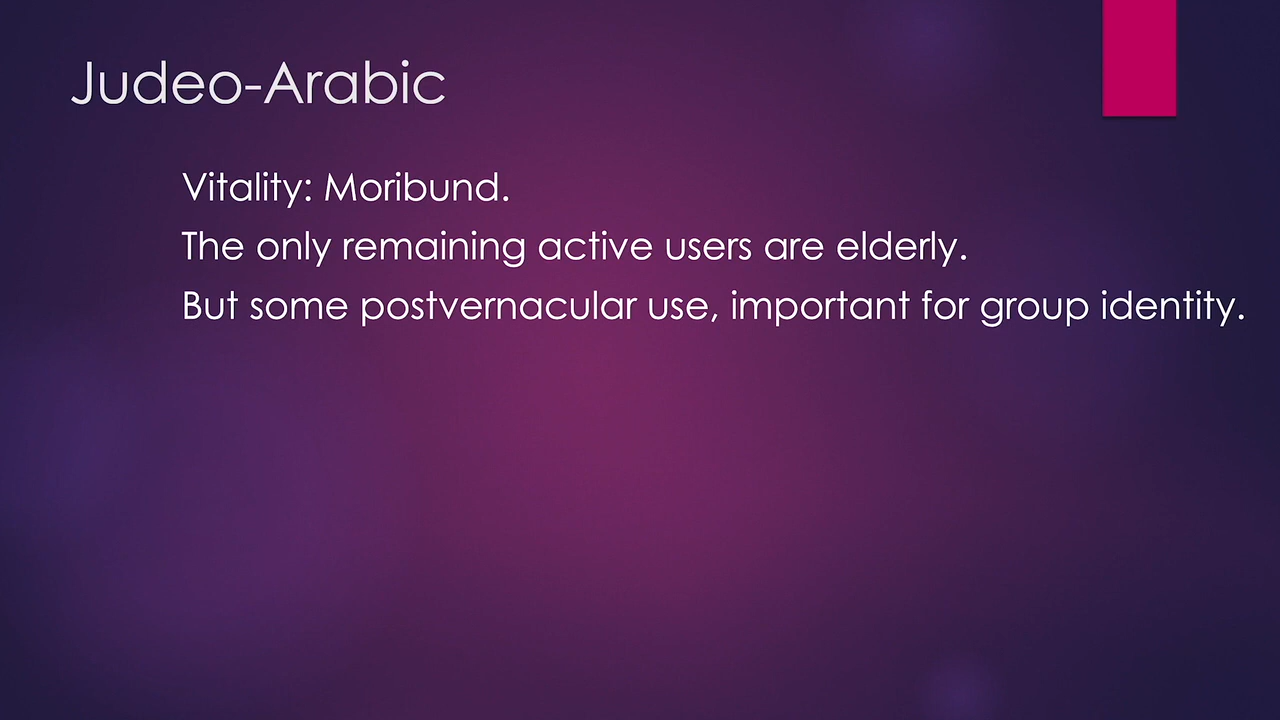 Judeo-Arabic
Vitality: Moribund.
The only remaining active users are elderly.
But some postvernacular use, important for group identity.